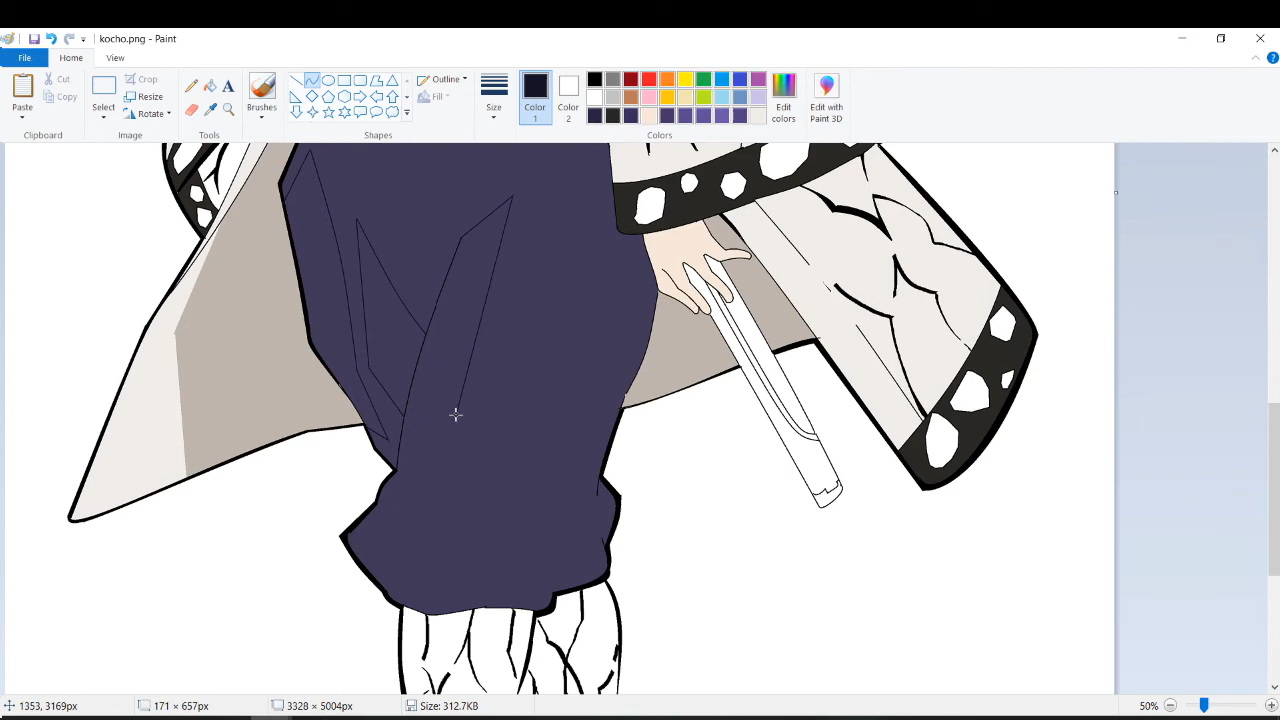 kocho.png - Paint
File
Home
View
Paste
Cut
Copy
Select
Crop
Resize
Rotate
A
Brushes
Outline
Fill
Size
Color
1
Color
2
Edit
colors
Edit with
Paint 3D
Clipboard
Image
Tools
Shapes
Colors
1353, 3169px
171 × 657px
3328 × 5004px
Size: 312.7KB
50%